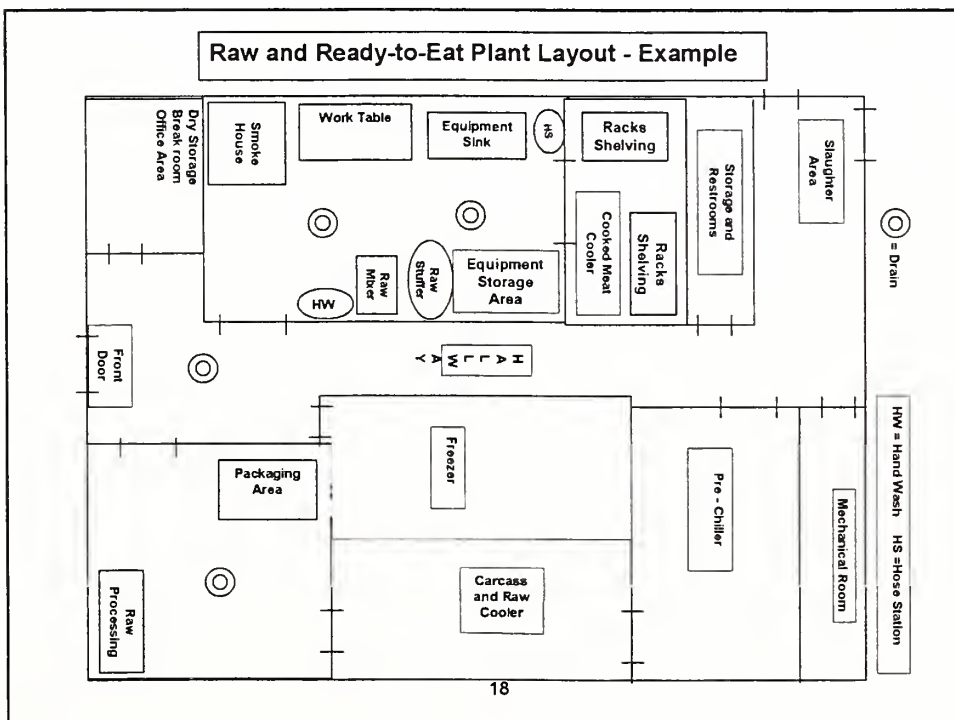 Raw and Ready-to-Eat Plant Layout - Example
Dry Storage
Break room
Office Area
Smoke
House
Work Table
Equipment
Sink
HS
Racks
Shelving
Storage and
Restrooms
Slaughter
Area
= Drain
Cooked Meat
Cooler
Racks
Shelving
HW
Raw
Mixer
Raw
Stuffer
Equipment
Storage
Area
Front
Door
HALLWAY
Packaging
Area
Freezer
Pre - Chiller
Mechanical Room
HW = Hand Wash HS =Hose Station
Raw
Processing
Carcass
and Raw
Cooler
18